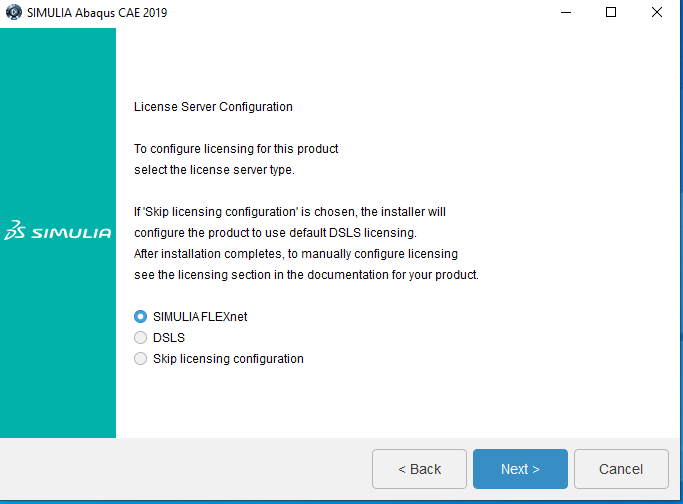 SIMULIA Abaqus CAE 2019
License Server Configuration
To configure licensing for this product
select the license server type.
If 'Skip licensing configuration' is chosen, the installer will
configure the product to use default DSLS licensing.
After installation completes, to manually configure licensing
see the licensing section in the documentation for your product.
SIMULIA
SIMULIA FLEXnet
DSLS
Skip licensing configuration
< Back
Next >
Cancel